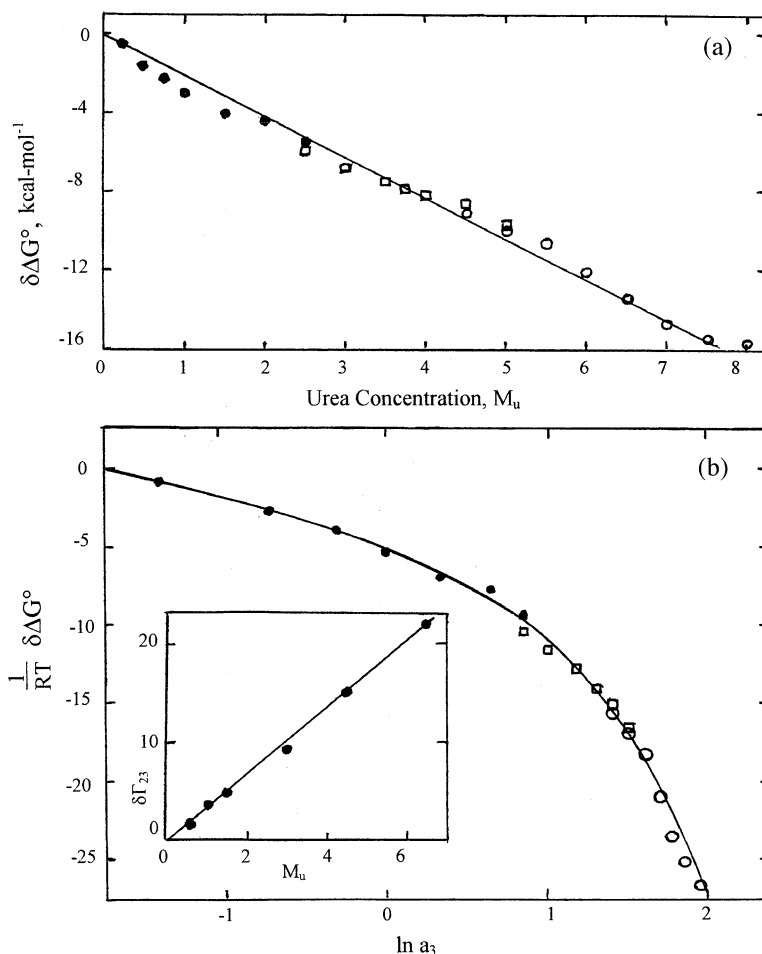 (a)
0
-4
-8
-12
-16
δΔG°, kcal-mol⁻¹
0 1 2 3 4 5 6 7 8
Urea Concentration, Mᵤ
(b)
0
-5
-10
-15
-20
-25
1/RT δΔG°
20
10
0
δΓ₂₃
2 4 6
Mᵤ
-1 0 1 2
ln a₃